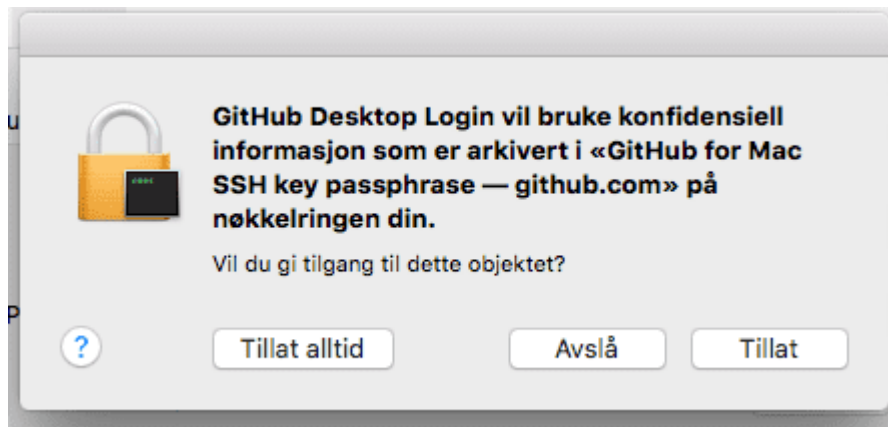 u
GitHub Desktop Login vil bruke konfidensiell
informasjon som er arkivert i «GitHub for Mac
SSH key passphrase — github.com» på
nøkkelringen din.
Vil du gi tilgang til dette objektet?
P
?
Tillat alltid
Avslå
Tillat